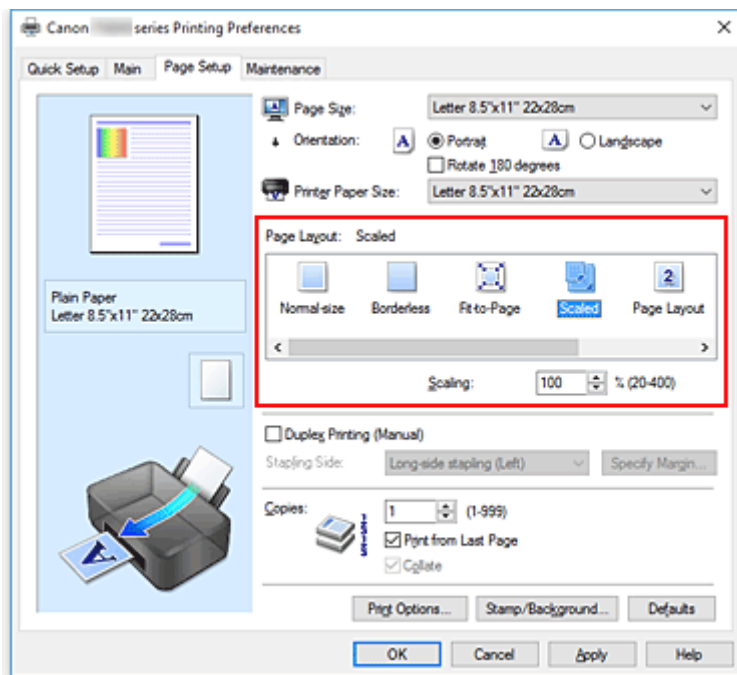 Canon series Printing Preferences
Quick Setup Main Page Setup Maintenance
Page Size: Letter 8.5"x11" 22x28cm
Orientation: A Portrait A Landscape
Rotate 180 degrees
Printer Paper Size: Letter 8.5"x11" 22x28cm
Page Layout: Scaled
Normal-size Borderless Fit-to-Page Scaled Page Layout
Scaling: 100 % (20-400)
Plain Paper
Letter 8.5"x11" 22x28cm
Duplex Printing (Manual)
Stapling Side: Long-side stapling (Left) Specify Margin...
Copies: 1 (1-999)
Print from Last Page
Collate
Print Options... Stamp/Background... Defaults
OK Cancel Apply Help